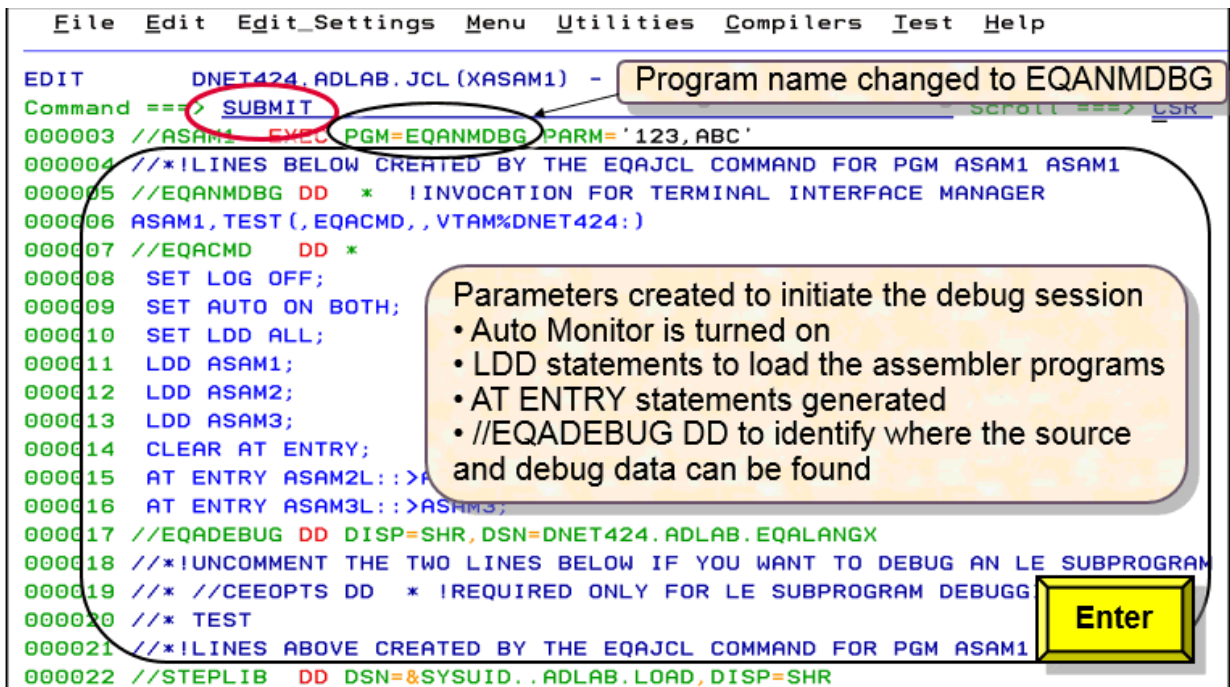 File Edit Edit_Settings Menu Utilities Compilers Test Help
EDIT DNET424.ADLAB.JCL(XASAM1) -
Program name changed to EQANMDBG
Command ===> SUBMIT Scroll ===> CSR
000003 //ASAM1 EXEC PGM=EQANMDBG PARM='123,ABC'
000004 //*!LINES BELOW CREATED BY THE EQAJCL COMMAND FOR PGM ASAM1 ASAM1
000005 //EQANMDBG DD * !INVOCATION FOR TERMINAL INTERFACE MANAGER
000006 ASAM1,TEST(,EQACMD,,VTAM%DNET424:)
000007 //EQACMD DD *
000008 SET LOG OFF;
000009 SET AUTO ON BOTH;
000010 SET LDD ALL;
000011 LDD ASAM1;
000012 LDD ASAM2;
000013 LDD ASAM3;
000014 CLEAR AT ENTRY;
000015 AT ENTRY ASAM2L::>
000016 AT ENTRY ASAM3L::>ASAM3;
Parameters created to initiate the debug session
• Auto Monitor is turned on
• LDD statements to load the assembler programs
• AT ENTRY statements generated
• //EQADEBUG DD to identify where the source
and debug data can be found
000017 //EQADEBUG DD DISP=SHR,DSN=DNET424.ADLAB.EQALANGX
000018 //*!UNCOMMENT THE TWO LINES BELOW IF YOU WANT TO DEBUG AN LE SUBPROGRAM
000019 //* //CEEOPTS DD * !REQUIRED ONLY FOR LE SUBPROGRAM
000020 //* TEST
000021 //*!LINES ABOVE CREATED BY THE EQAJCL COMMAND FOR PGM ASAM1
Enter
000022 //STEPLIB DD DSN=&SYSUID..ADLAB.LOAD,DISP=SHR